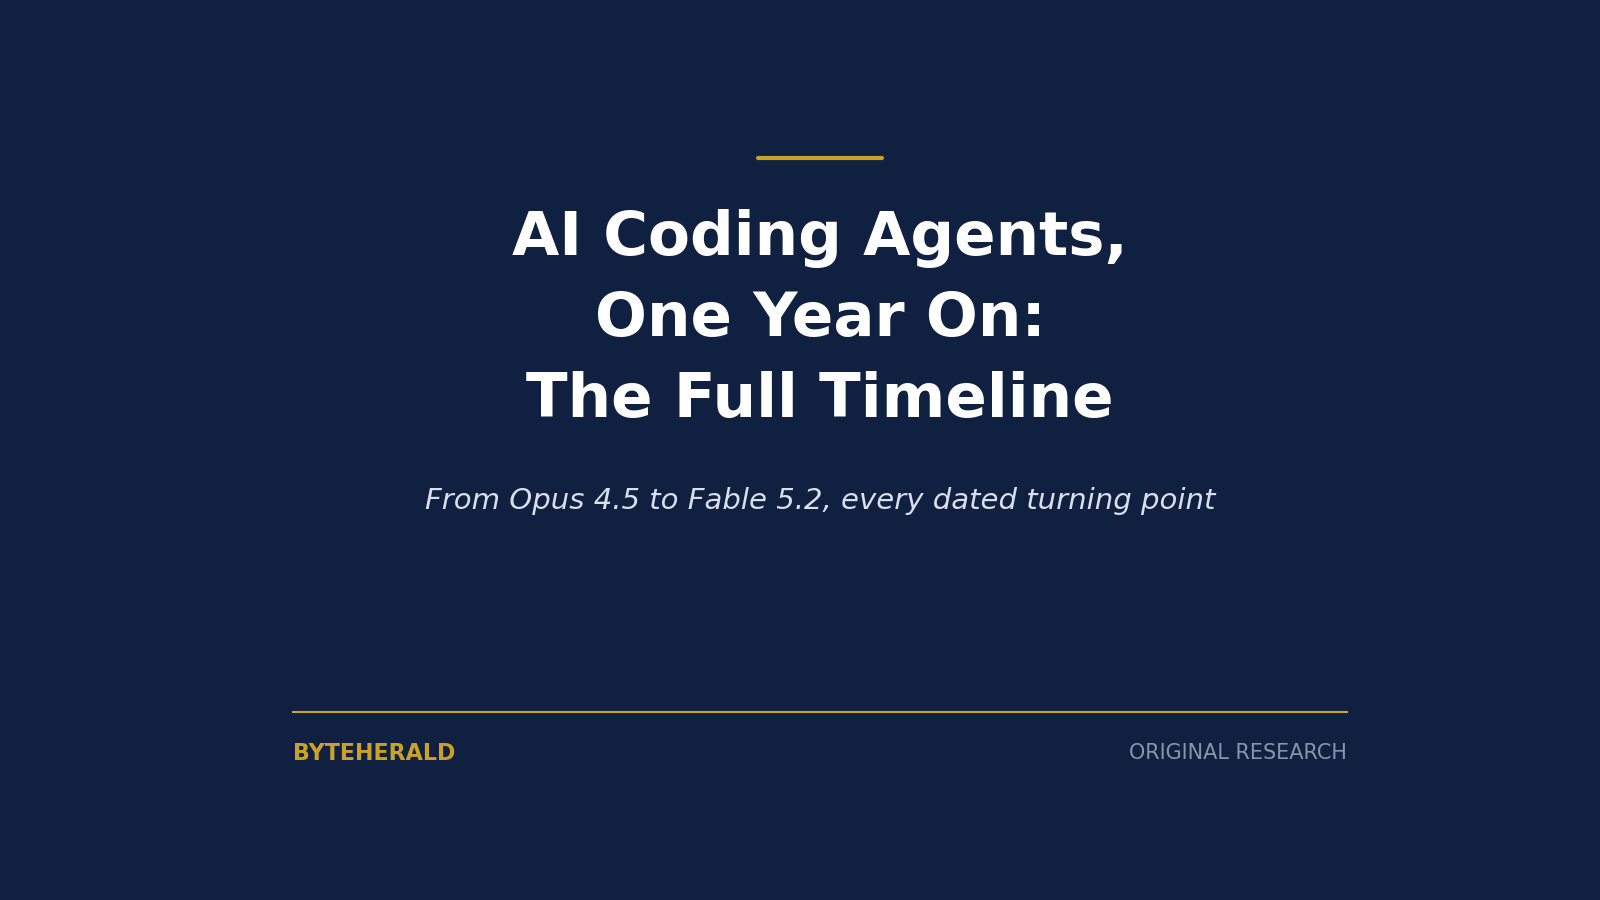 AI Coding Agents,
One Year On:
The Full Timeline
From Opus 4.5 to Fable 5.2, every dated turning point
BYTEHERALD
ORIGINAL RESEARCH